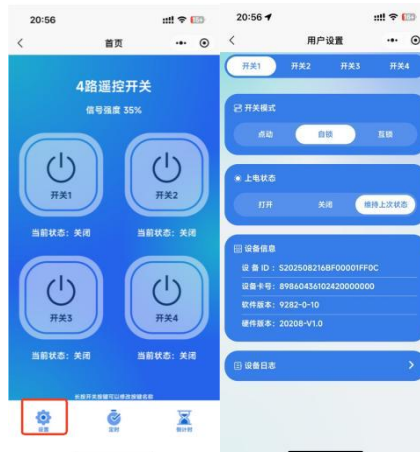 20:56
首页
4路遥控开关
信号强度 35%
开关1
开关2
当前状态：关闭
当前状态：关闭
开关3
开关4
当前状态：关闭
当前状态：关闭
长按开关按键可以修改按键名称
设置
定时
倒计时
20:56
用户设置
开关1
开关2
开关3
开关4
开关模式
点动
自锁
互锁
上电状态
打开
关闭
维持上次状态
设备信息
设 备 ID： S202508216BF00001FF0C
设备卡号：89860436102420000000
软件版本：9282-0-10
硬件版本：20208-V1.0
设备日志